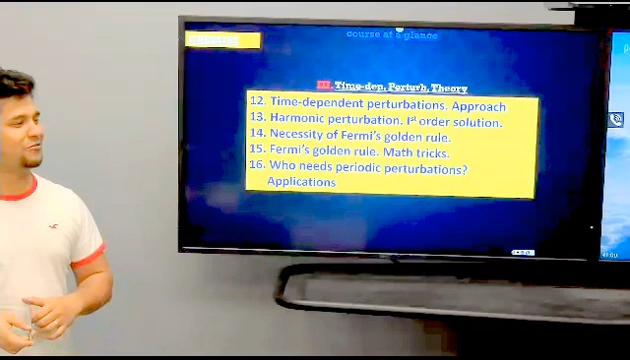 course at a glance
III. Time-dep. Perturb. Theory
12. Time-dependent perturbations. Approach
13. Harmonic perturbation. 1st order solution.
14. Necessity of Fermi's golden rule.
15. Fermi's golden rule. Math tricks.
16. Who needs periodic perturbations?
Applications